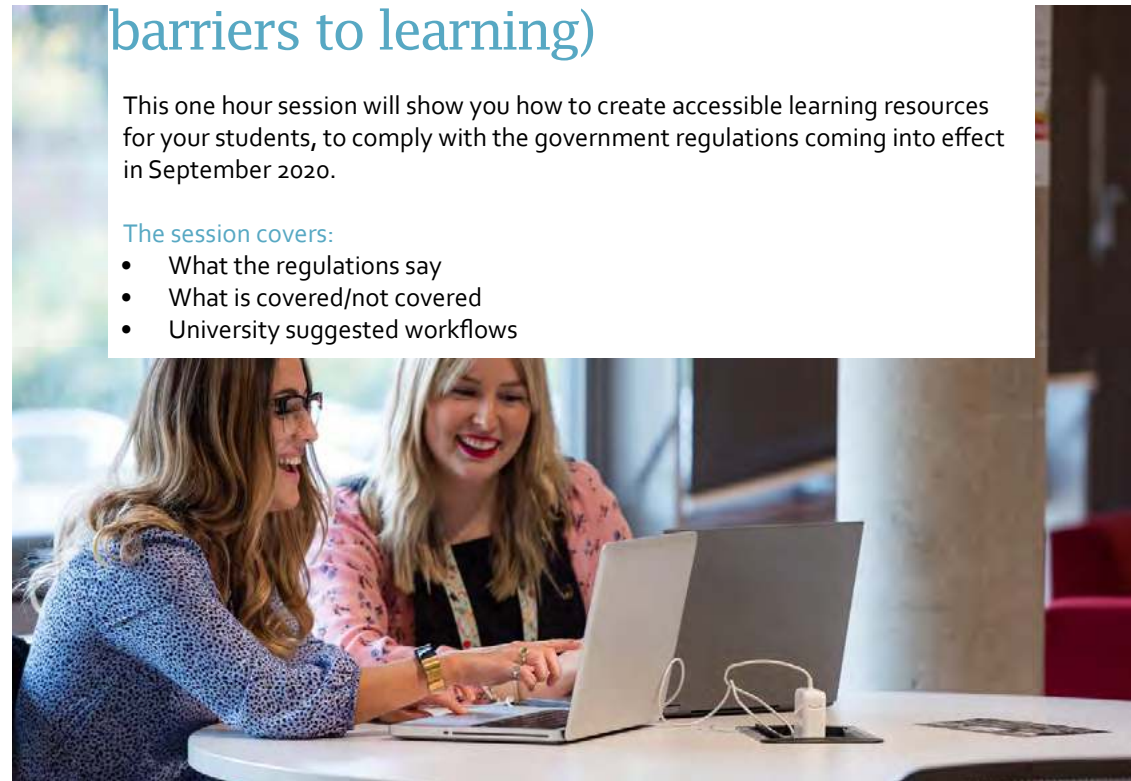 barriers to learning)
This one hour session will show you how to create accessible learning resources
for your students, to comply with the government regulations coming into effect
in September 2020.
The session covers:
• What the regulations say
• What is covered/not covered
• University suggested workflows